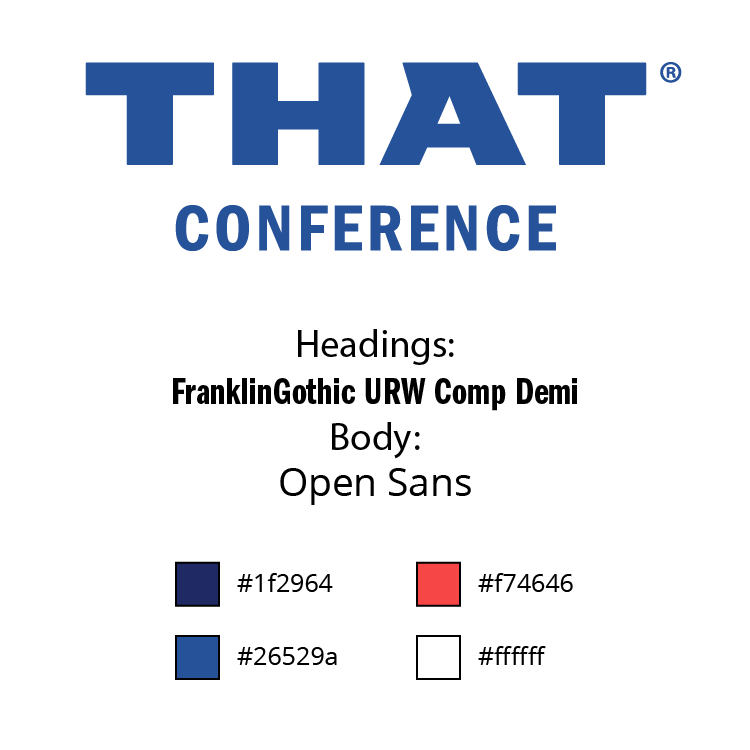 THAT®
CONFERENCE
Headings:
FranklinGothic URW Comp Demi
Body:
Open Sans
#1f2964
#f74646
#26529a
#ffffff